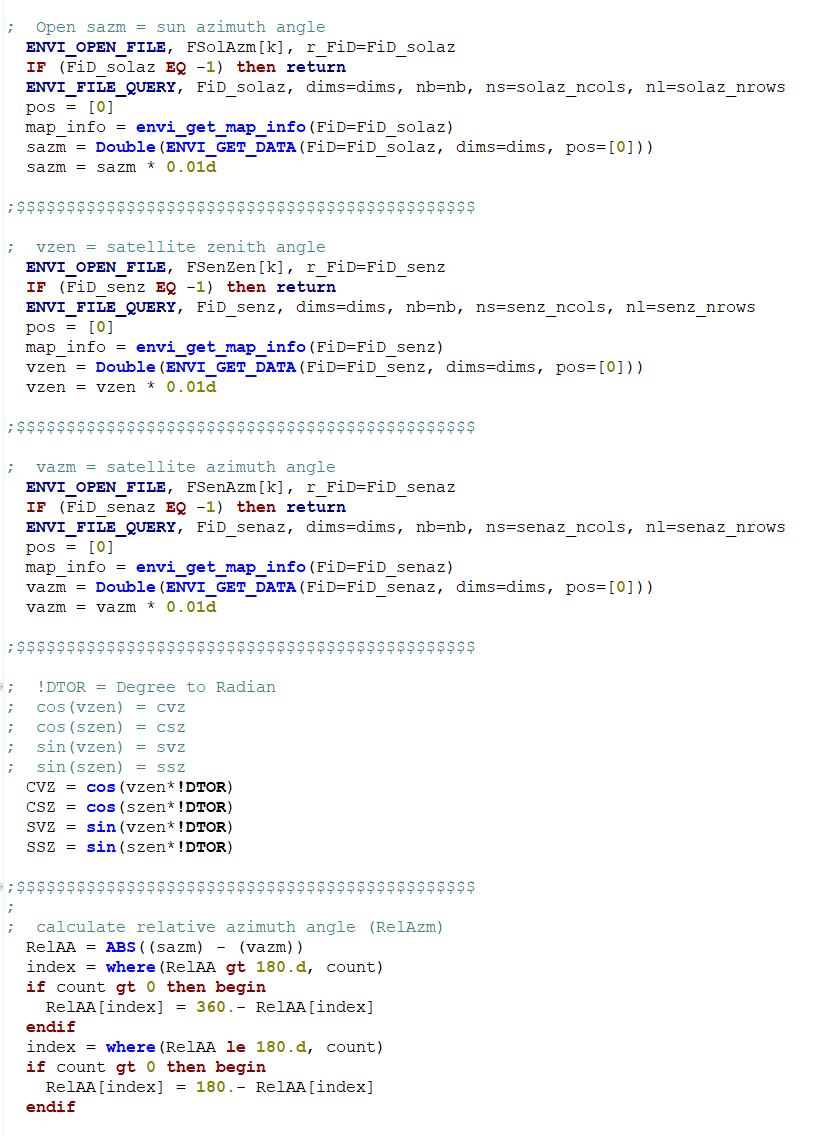 ;  Open sazm = sun azimuth angle
  ENVI_OPEN_FILE, FSolAzm[k], r_FiD=FiD_solaz
  IF (FiD_solaz EQ -1) then return
  ENVI_FILE_QUERY, FiD_solaz, dims=dims, nb=nb, ns=solaz_ncols, nl=solaz_nrows
  pos = [0]
  map_info = envi_get_map_info(FiD=FiD_solaz)
  sazm = Double(ENVI_GET_DATA(FiD=FiD_solaz, dims=dims, pos=[0]))
  sazm = sazm * 0.01d
;$$$$$$$$$$$$$$$$$$$$$$$$$$$$$$$$$$$$$$$$$$$$$$
;  vzen = satellite zenith angle
  ENVI_OPEN_FILE, FSenZen[k], r_FiD=FiD_senz
  IF (FiD_senz EQ -1) then return
  ENVI_FILE_QUERY, FiD_senz, dims=dims, nb=nb, ns=senz_ncols, nl=senz_nrows
  pos = [0]
  map_info = envi_get_map_info(FiD=FiD_senz)
  vzen = Double(ENVI_GET_DATA(FiD=FiD_senz, dims=dims, pos=[0]))
  vzen = vzen * 0.01d
;$$$$$$$$$$$$$$$$$$$$$$$$$$$$$$$$$$$$$$$$$$$$$$
;  vazm = satellite azimuth angle
  ENVI_OPEN_FILE, FSenAzm[k], r_FiD=FiD_senaz
  IF (FiD_senaz EQ -1) then return
  ENVI_FILE_QUERY, FiD_senaz, dims=dims, nb=nb, ns=senaz_ncols, nl=senaz_nrows
  pos = [0]
  map_info = envi_get_map_info(FiD=FiD_senaz)
  vazm = Double(ENVI_GET_DATA(FiD=FiD_senaz, dims=dims, pos=[0]))
  vazm = vazm * 0.01d
;$$$$$$$$$$$$$$$$$$$$$$$$$$$$$$$$$$$$$$$$$$$$$$
;  !DTOR = Degree to Radian
;  cos(vzen) = cvz
;  cos(szen) = csz
;  sin(vzen) = svz
;  sin(szen) = ssz
  CVZ = cos(vzen*!DTOR)
  CSZ = cos(szen*!DTOR)
  SVZ = sin(vzen*!DTOR)
  SSZ = sin(szen*!DTOR)
;$$$$$$$$$$$$$$$$$$$$$$$$$$$$$$$$$$$$$$$$$$$$$$
;
;  calculate relative azimuth angle (RelAzm)
  RelAA = ABS((sazm) - (vazm))
  index = where(RelAA gt 180.d, count)
  if count gt 0 then begin
    RelAA[index] = 360.- RelAA[index]
  endif
  index = where(RelAA le 180.d, count)
  if count gt 0 then begin
    RelAA[index] = 180.- RelAA[index]
  endif